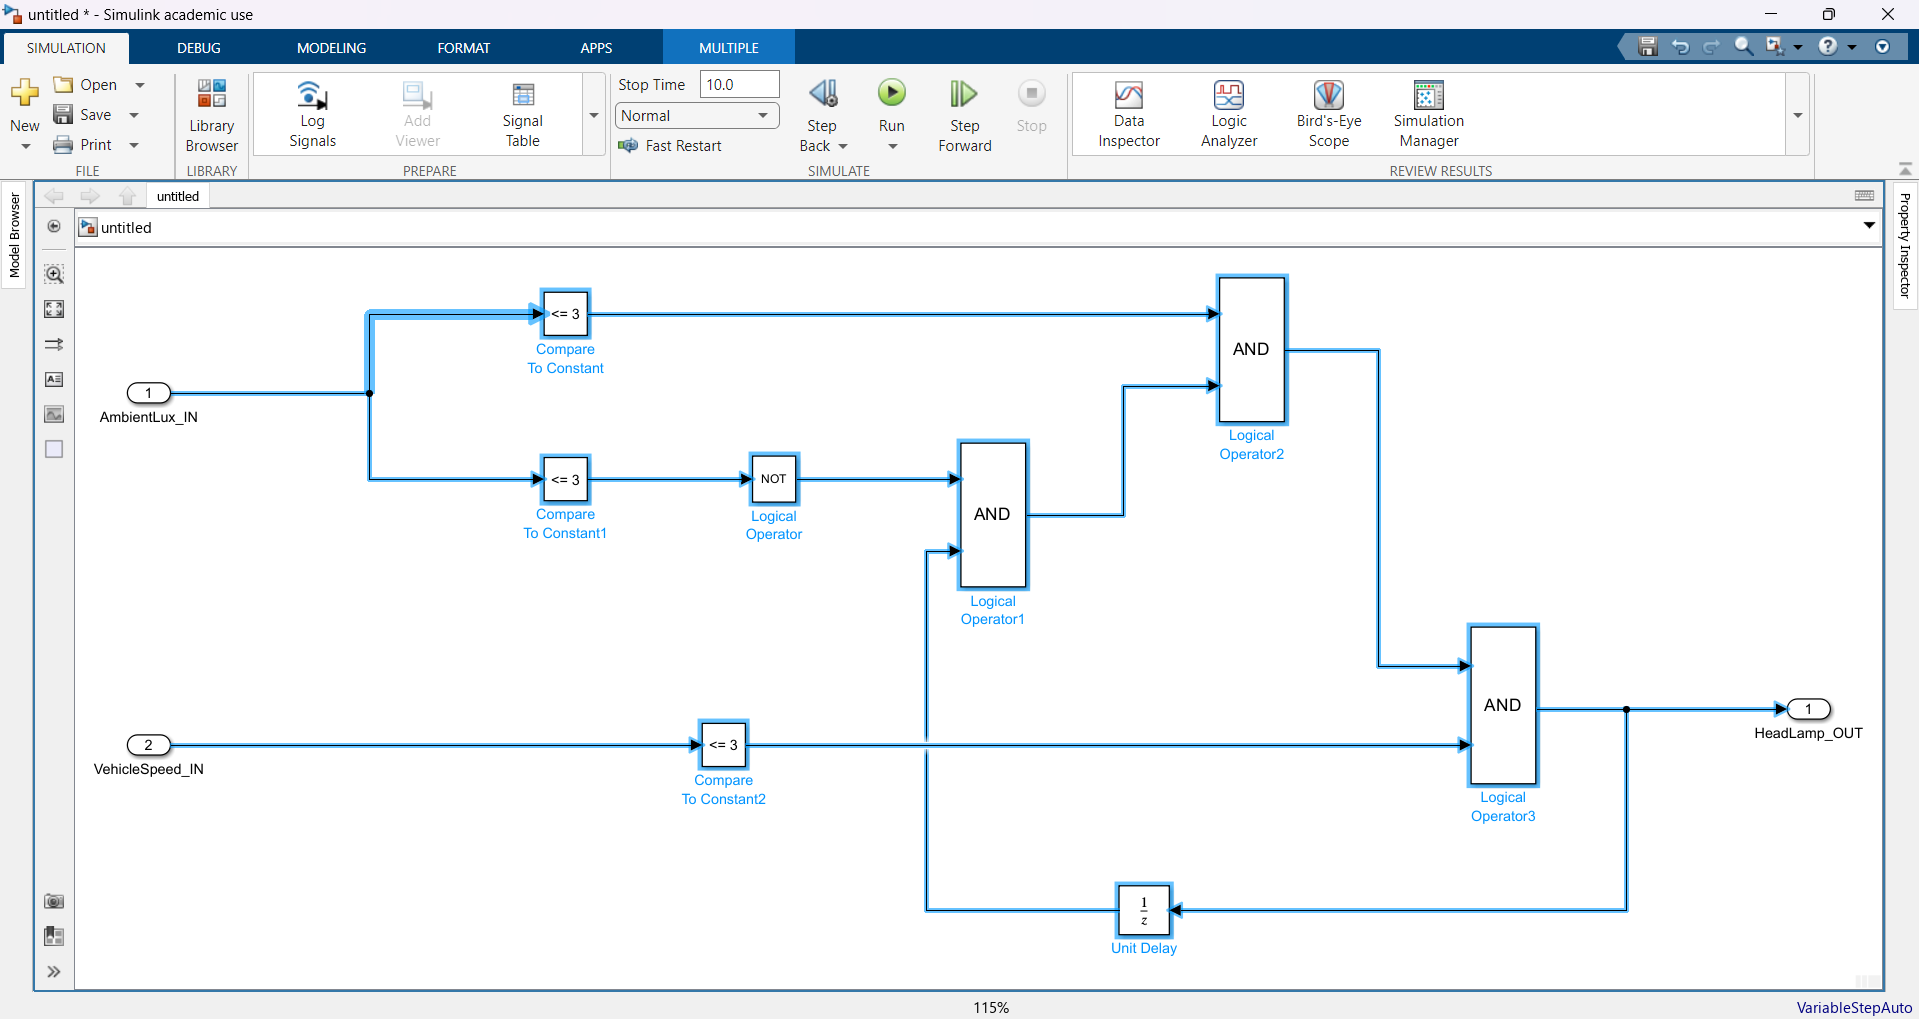 untitled * - Simulink academic use
SIMULATION DEBUG MODELING FORMAT APPS MULTIPLE
New
Open
Save
Print
FILE
Library
Browser
LIBRARY
Log
Signals
Add
Viewer
Signal
Table
PREPARE
Stop Time 10.0
Normal
Fast Restart
Step
Back
Run
Step
Forward
Stop
SIMULATE
Data
Inspector
Logic
Analyzer
Bird's-Eye
Scope
Simulation
Manager
REVIEW RESULTS
Model Browser
untitled
untitled
Property Inspector
<= 3
Compare
To Constant
AND
Logical
Operator2
1
AmbientLux_IN
<= 3
Compare
To Constant1
NOT
Logical
Operator
AND
Logical
Operator1
2
VehicleSpeed_IN
<= 3
Compare
To Constant2
AND
Logical
Operator3
1
HeadLamp_OUT
1
z
Unit Delay
115%
VariableStepAuto